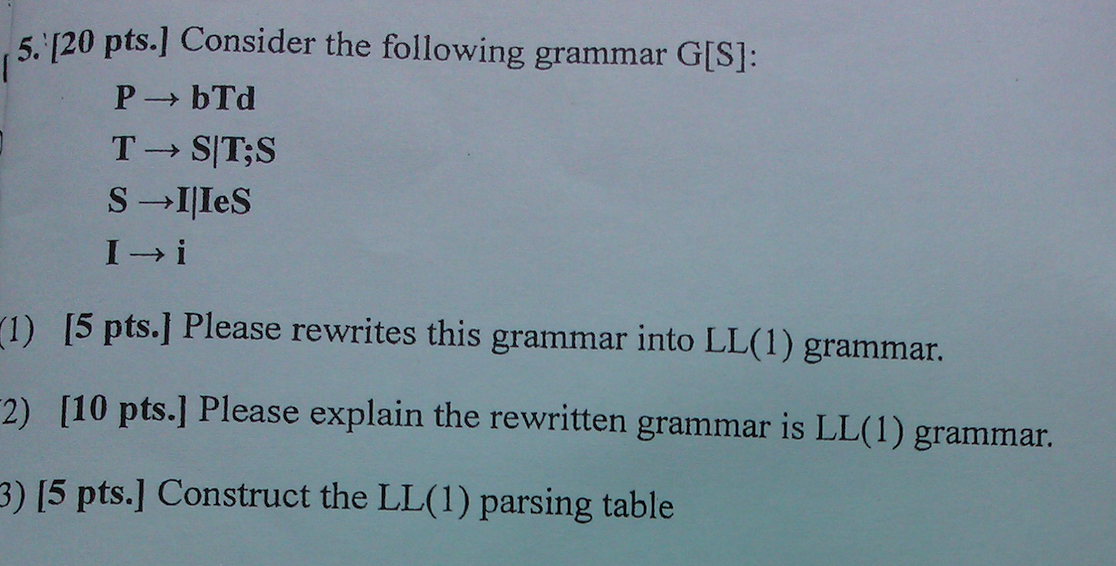 5. [20 pts.] Consider the following grammar G[S]:
P → bTd
T → S|T;S
S →I|IeS
I → i
(1) [5 pts.] Please rewrites this grammar into LL(1) grammar.
2) [10 pts.] Please explain the rewritten grammar is LL(1) grammar.
3) [5 pts.] Construct the LL(1) parsing table